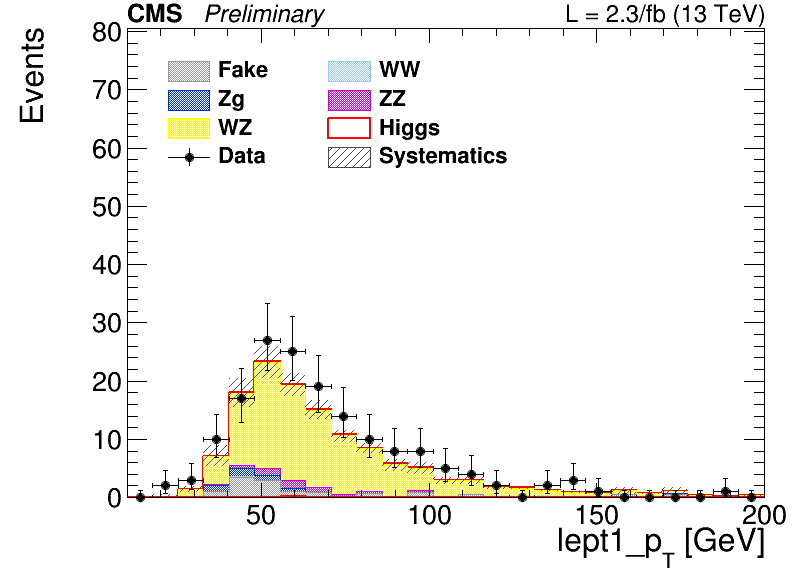 CMS Preliminary L = 2.3/fb (13 TeV)
Events
80
70
60
50
40
30
20
10
0
Fake WW
Zg ZZ
WZ Higgs
Data Systematics
50 100 150 200
lept1_p_T [GeV]